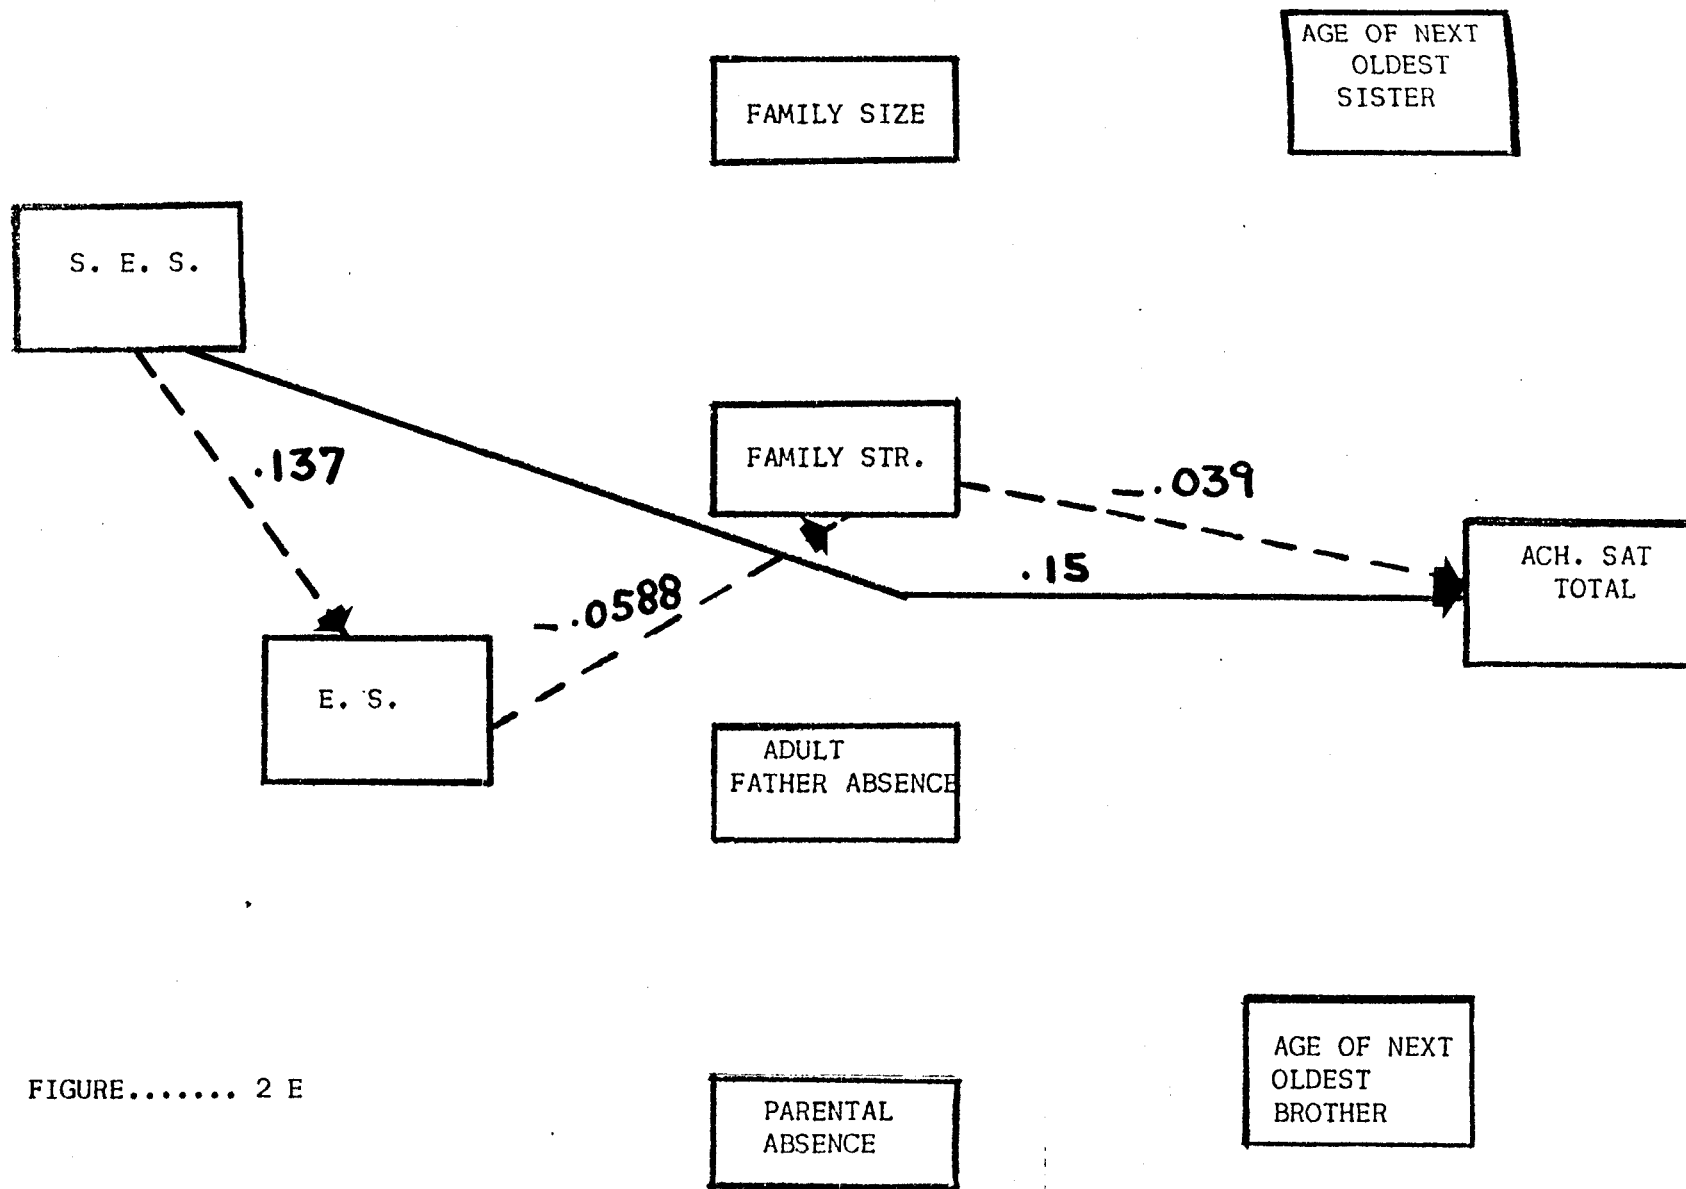 AGE OF NEXT
OLDEST
SISTER
FAMILY SIZE
S. E. S.
FAMILY STR.
.137
-.039
ACH. SAT
TOTAL
.15
-.0588
E. S.
ADULT
FATHER ABSENCE
AGE OF NEXT
OLDEST
BROTHER
FIGURE....... 2 E
PARENTAL
ABSENCE